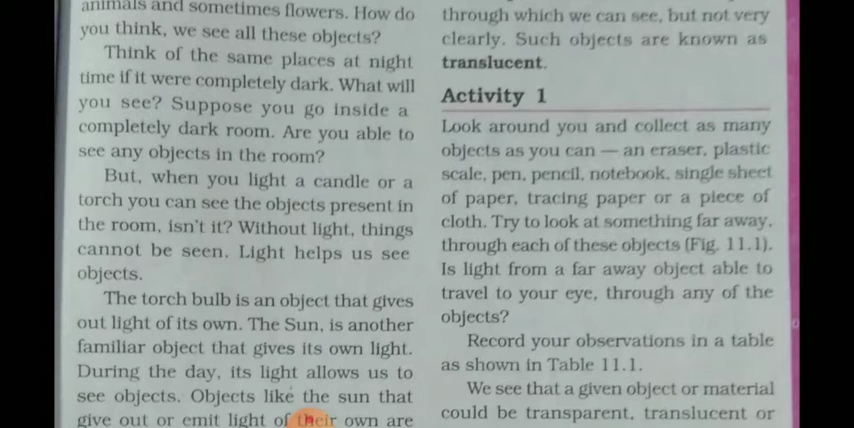 animals and sometimes flowers. How do
you think, we see all these objects?
Think of the same places at night
time if it were completely dark. What will
you see? Suppose you go inside a
completely dark room. Are you able to
see any objects in the room?
But, when you light a candle or a
torch you can see the objects present in
the room, isn't it? Without light, things
cannot be seen. Light helps us see
objects.
The torch bulb is an object that gives
out light of its own. The Sun, is another
familiar object that gives its own light.
During the day, its light allows us to
see objects. Objects like the sun that
give out or emit light of their own are
through which we can see, but not very
clearly. Such objects are known as
translucent.
Activity 1
Look around you and collect as many
objects as you can — an eraser, plastic
scale, pen, pencil, notebook, single sheet
of paper, tracing paper or a piece of
cloth. Try to look at something far away,
through each of these objects (Fig. 11.1).
Is light from a far away object able to
travel to your eye, through any of the
objects?
Record your observations in a table
as shown in Table 11.1.
We see that a given object or material
could be transparent, translucent or